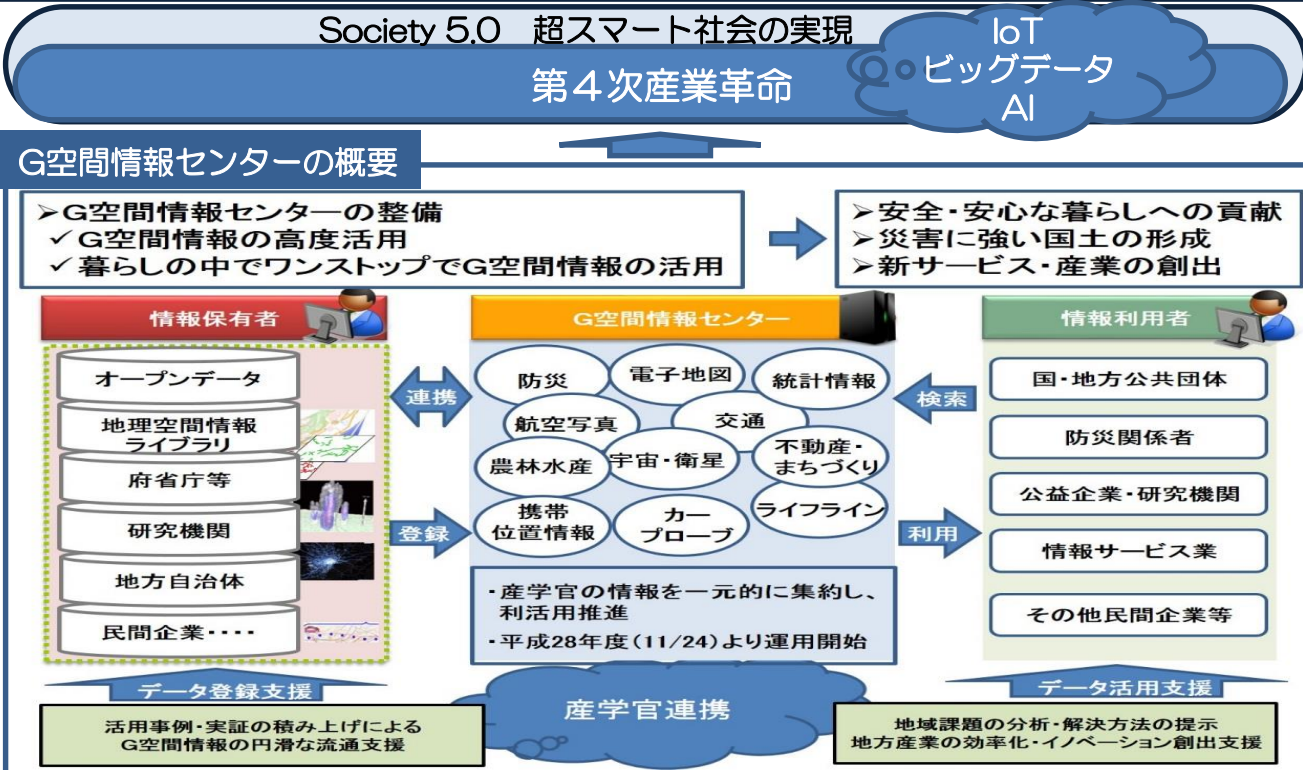 Society 5.0　超スマート社会の実現
第4次産業革命
IoT
ビッグデータ
AI
G空間情報センターの概要
➢G空間情報センターの整備
✓G空間情報の高度活用
✓暮らしの中でワンストップでG空間情報の活用
➢安全・安心な暮らしへの貢献
➢災害に強い国土の形成
➢新サービス・産業の創出
情報保有者
オープンデータ
地理空間情報
ライブラリ
府省庁等
研究機関
地方自治体
民間企業‥‥
連携
登録
G空間情報センター
防災
電子地図
統計情報
航空写真
交通
農林水産
宇宙・衛星
不動産・
まちづくり
携帯
位置情報
カー
プローブ
ライフライン
・産学官の情報を一元的に集約し、
利活用推進
・平成28年度(11/24)より運用開始
検索
利用
情報利用者
国・地方公共団体
防災関係者
公益企業・研究機関
情報サービス業
その他民間企業等
データ登録支援
活用事例・実証の積み上げによる
G空間情報の円滑な流通支援
産学官連携
データ活用支援
地域課題の分析・解決方法の提示
地方産業の効率化・イノベーション創出支援